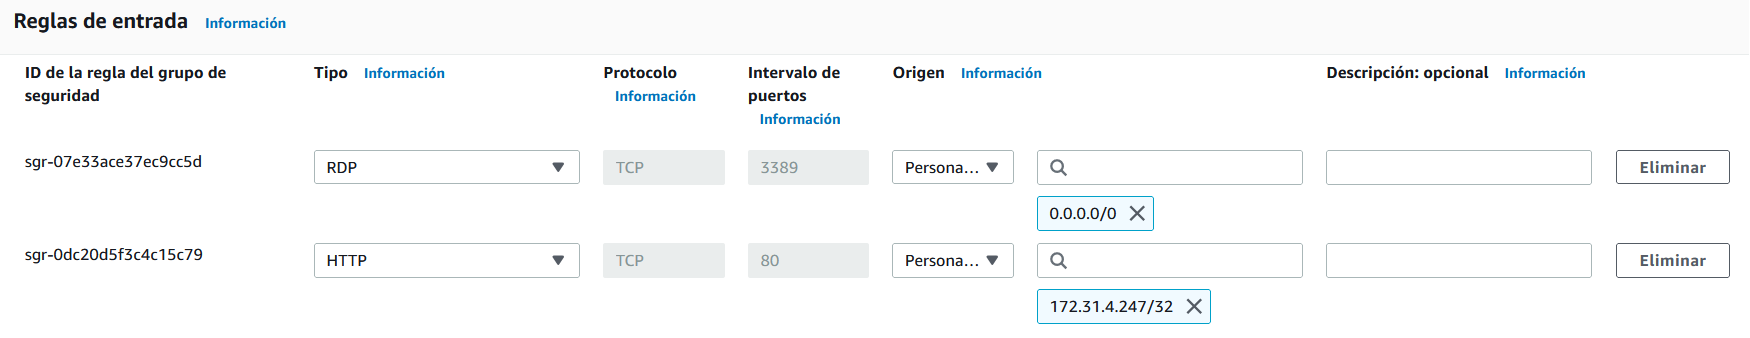 Reglas de entrada Información
ID de la regla del grupo de seguridad
Tipo Información
Protocolo Información
Intervalo de puertos Información
Origen Información
Descripción: opcional Información
sgr-07e33ace37ec9cc5d
RDP
TCP
3389
Persona...
0.0.0.0/0
Eliminar
sgr-0dc20d5f3c4c15c79
HTTP
TCP
80
Persona...
172.31.4.247/32
Eliminar